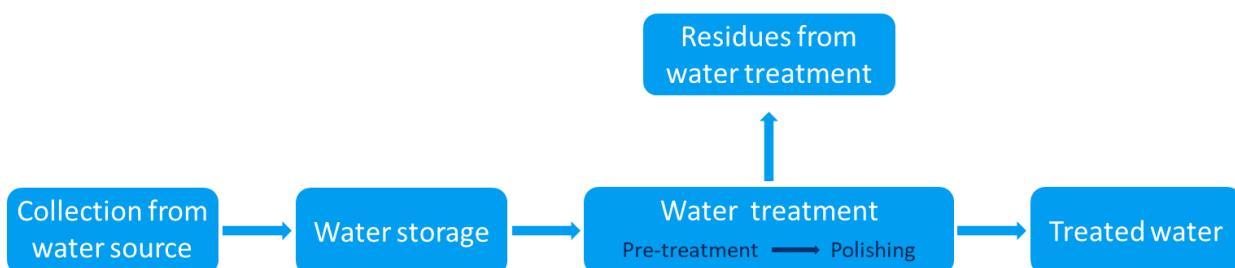 Residues from
water treatment
Collection from
water source
Water storage
Water treatment
Pre-treatment Polishing
Treated water